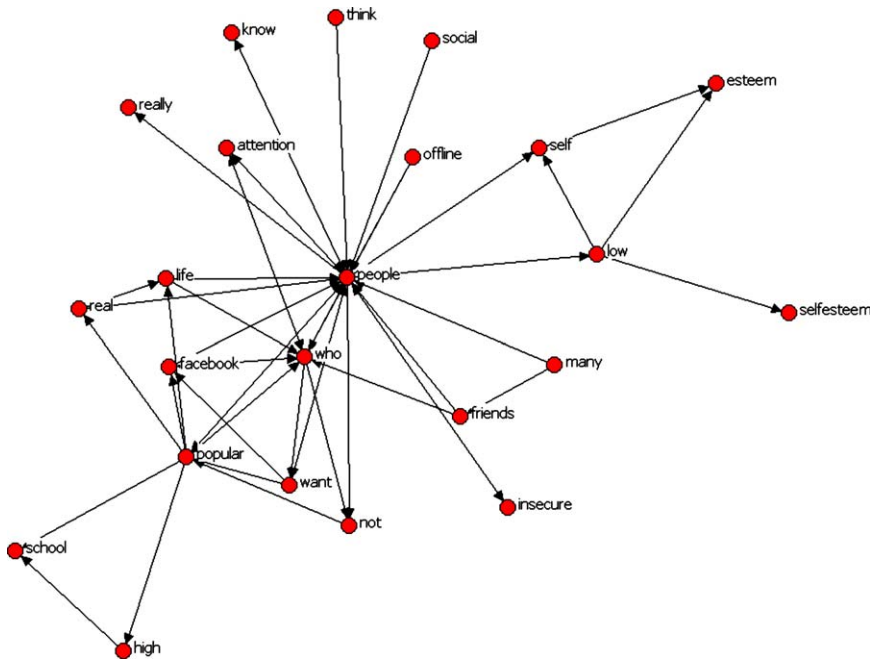 think
know
social
esteem
really
attention
self
offline
low
life
people
real
selfesteem
who
facebook
many
friends
popular
want
insecure
not
school
high